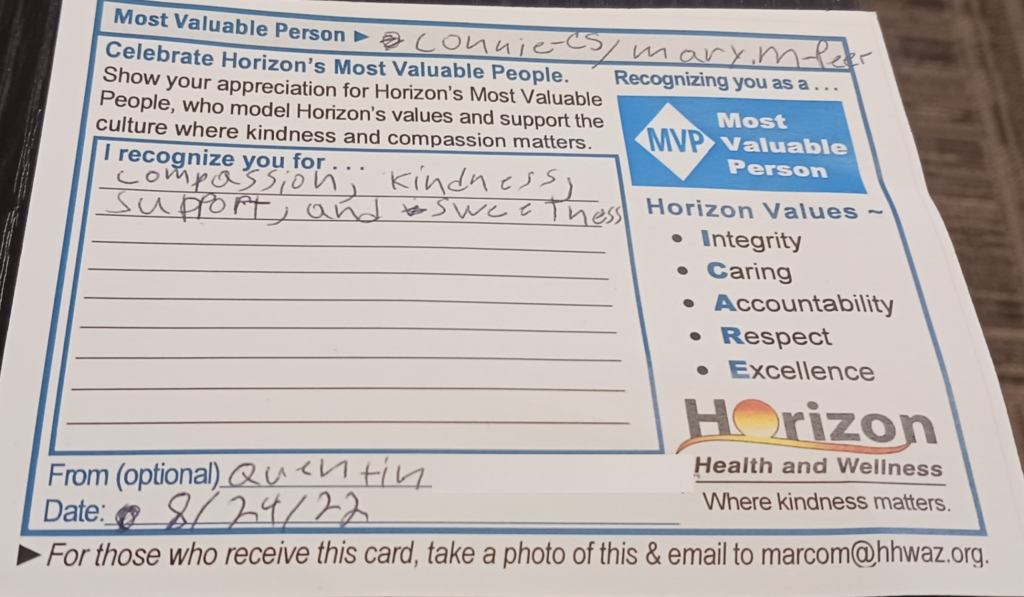 Most Valuable Person ► connie-CS/mary.m-Peer
Celebrate Horizon's Most Valuable People.
Show your appreciation for Horizon's Most Valuable
People, who model Horizon's values and support the
culture where kindness and compassion matters.
I recognize you for . . .
compassion, kindness,
support, and sweetness
From (optional) Quentin
Date: 8/24/22
Recognizing you as a . . .
MVP
Most
Valuable
Person
Horizon Values ~
• Integrity
• Caring
• Accountability
• Respect
• Excellence
Horizon
Health and Wellness
Where kindness matters.
► For those who receive this card, take a photo of this & email to marcom@hhwaz.org.